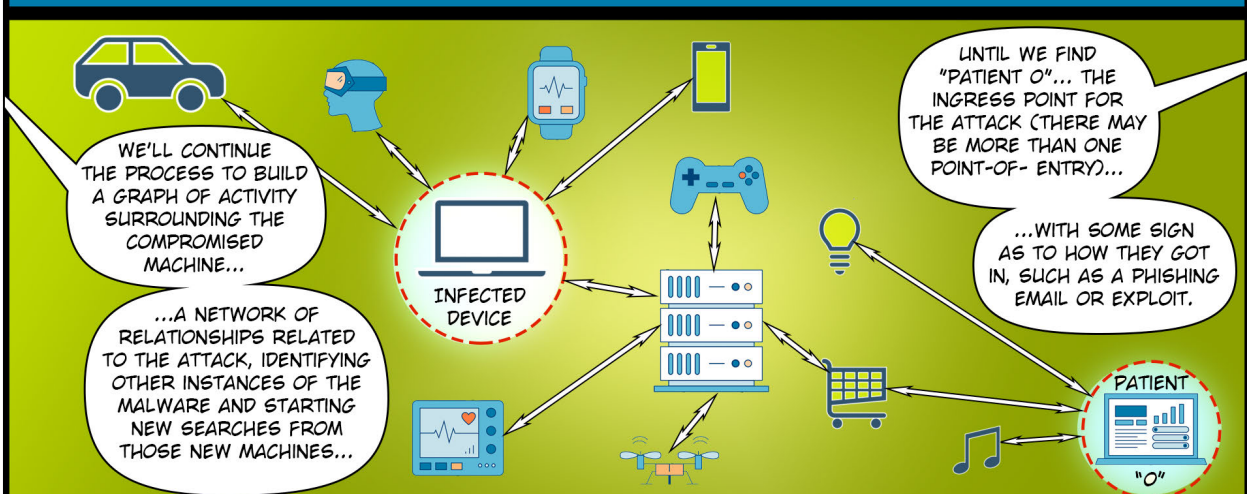 WE'LL CONTINUE
THE PROCESS TO BUILD
A GRAPH OF ACTIVITY
SURROUNDING THE
COMPROMISED
MACHINE...
...A NETWORK OF
RELATIONSHIPS RELATED
TO THE ATTACK, IDENTIFYING
OTHER INSTANCES OF THE
MALWARE AND STARTING
NEW SEARCHES FROM
THOSE NEW MACHINES...
INFECTED
DEVICE
UNTIL WE FIND
"PATIENT 0"... THE
INGRESS POINT FOR
THE ATTACK (THERE MAY
BE MORE THAN ONE
POINT-OF- ENTRY)...
...WITH SOME SIGN
AS TO HOW THEY GOT
IN, SUCH AS A PHISHING
EMAIL OR EXPLOIT.
PATIENT
"0"